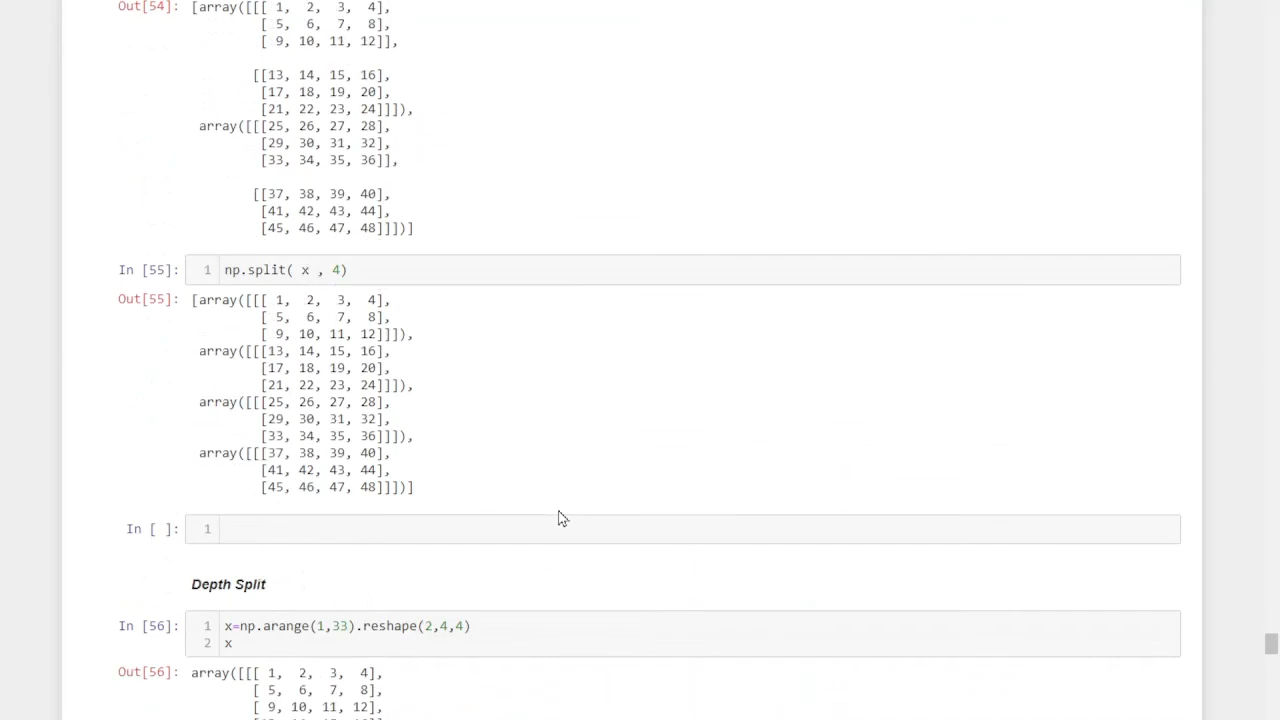 Out[54]: [array([[[ 1,  2,  3,  4],
[ 5,  6,  7,  8],
[ 9, 10, 11, 12]],
[[13, 14, 15, 16],
[17, 18, 19, 20],
[21, 22, 23, 24]]]),
array([[[25, 26, 27, 28],
[29, 30, 31, 32],
[33, 34, 35, 36]],
[[37, 38, 39, 40],
[41, 42, 43, 44],
[45, 46, 47, 48]]])]
In [55]: 1 np.split( x , 4)
Out[55]: [array([[[ 1,  2,  3,  4],
[ 5,  6,  7,  8],
[ 9, 10, 11, 12]]]),
array([[[13, 14, 15, 16],
[17, 18, 19, 20],
[21, 22, 23, 24]]]),
array([[[25, 26, 27, 28],
[29, 30, 31, 32],
[33, 34, 35, 36]]]),
array([[[37, 38, 39, 40],
[41, 42, 43, 44],
[45, 46, 47, 48]]])]
In [ ]: 1
Depth Split
In [56]: 1 x=np.arange(1,33).reshape(2,4,4)
2 x
Out[56]: array([[[ 1,  2,  3,  4],
[ 5,  6,  7,  8],
[ 9, 10, 11, 12],